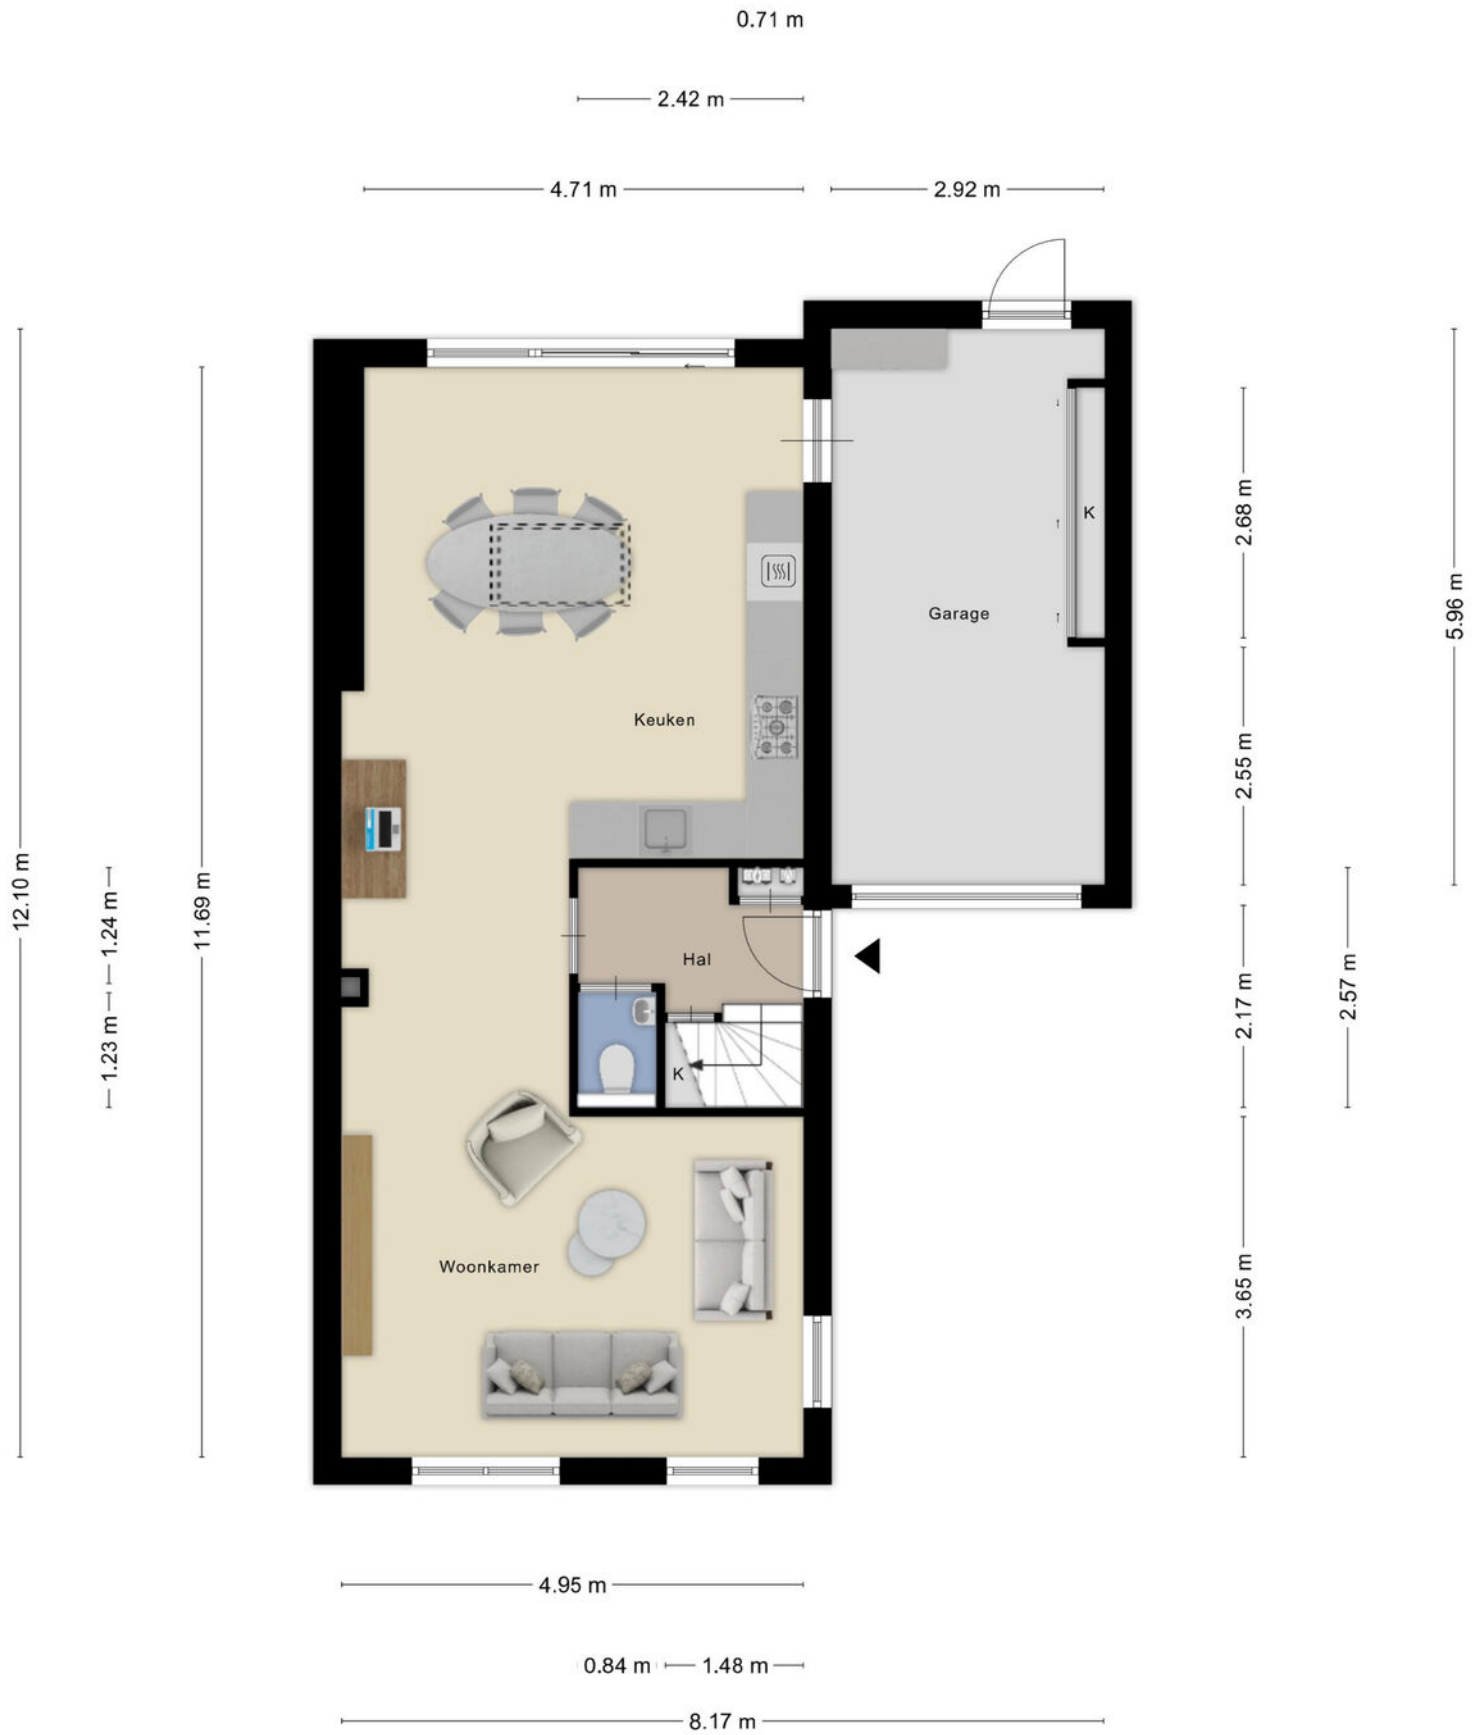 0.71 m
2.42 m
4.71 m
2.92 m
K
2.68 m
5.96 m
Garage
Keuken
2.55 m
12.10 m
11.69 m
1.24 m
Hal
2.17 m
2.57 m
1.23 m
K
Woonkamer
3.65 m
4.95 m
0.84 m
1.48 m
8.17 m